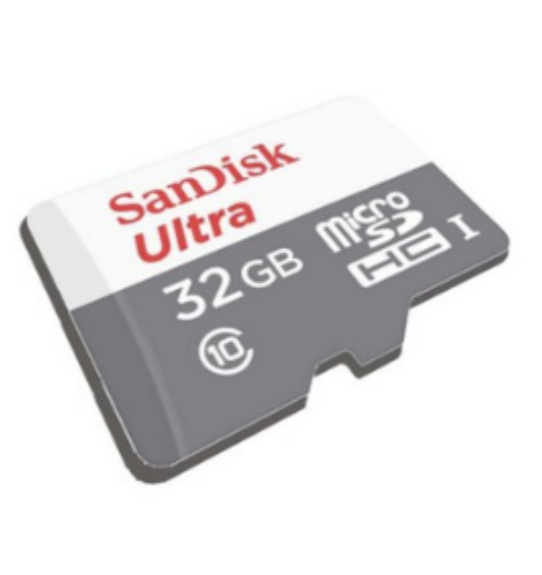 SanDisk
Ultra
32GB
micro
SD
HC I
10